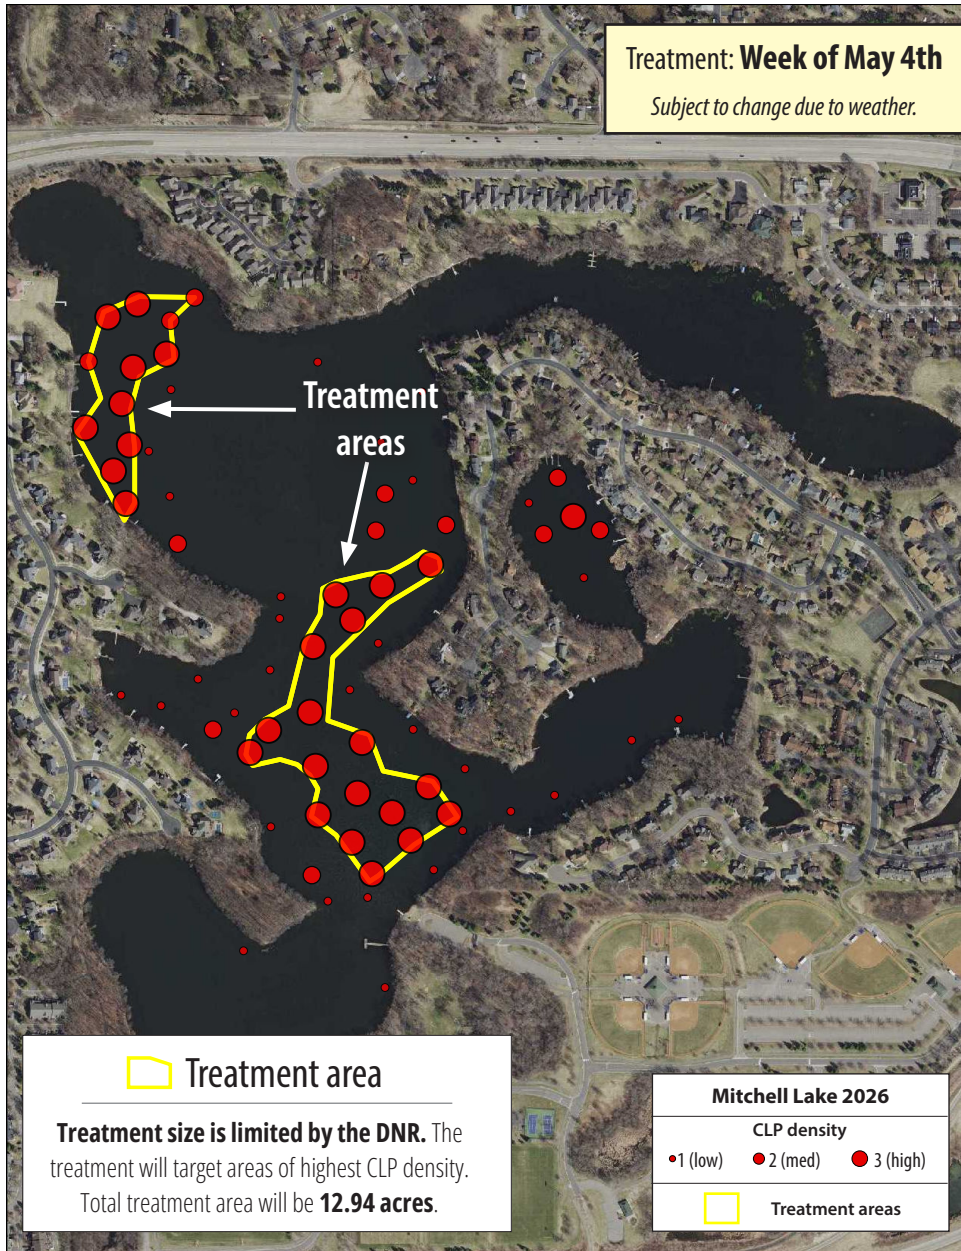 Treatment: Week of May 4th
Subject to change due to weather.
Treatment
areas
Treatment area
Treatment size is limited by the DNR. The
treatment will target areas of highest CLP density.
Total treatment area will be 12.94 acres.
Mitchell Lake 2026
CLP density
1 (low) 2 (med) 3 (high)
Treatment areas